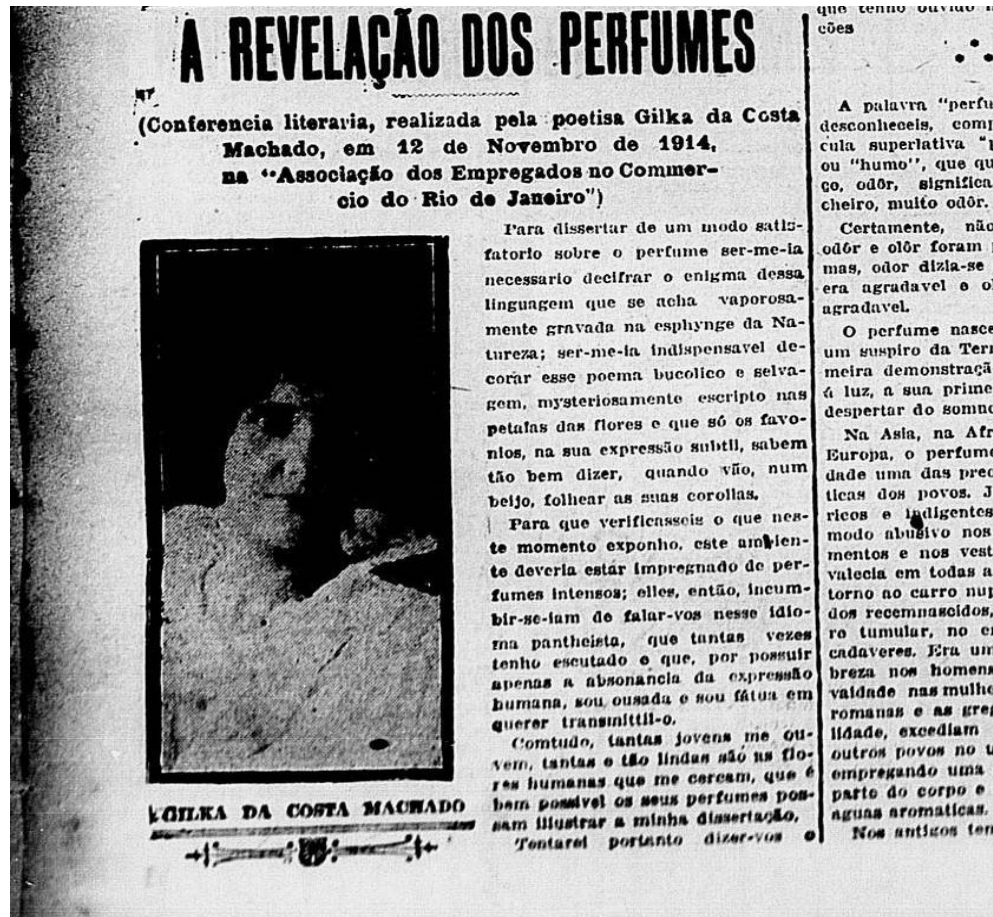 A REVELAÇÃO DOS PERFUMES
(Conferencia literaria, realizada pela poetisa Gilka da Costa
Machado, em 12 de Novembro de 1914,
na "Associação dos Empregados no Commer-
cio do Rio de Janeiro")
GILKA DA COSTA MACHADO
Para dissertar de um modo satis-
fatorio sobre o perfume ser-me-ia
necessario decifrar o enigma dessa
linguagem que se acha vaporosa-
mente gravada na esphynge da Na-
tureza; ser-me-ia indispensavel de-
corar esse poema bucolico e selva-
gem, mysteriosamente escripto nas
petalas das flores e que só os favo-
nios, na sua expressão subtil, sabem
tão bem dizer, quando vão, num
beijo, folhear as suas corollas.
Para que verificasseis o que nes-
te momento exponho, este ambien-
te deveria estar impregnado de per-
fumes intensos; elles, então, incum-
bir-se-iam de falar-vos nesse idio-
ma pantheista, que tantas vezes
tenho escutado e que, por possuir
apenas a absonancia da expressão
humana, sou ousada e sou fátua em
querer transmittil-o.
Comtudo, tantas jovens me ou-
vem, tantas e tão lindas são as flo-
res humanas que me cercam, que é
bem possivel os seus perfumes pos-
sam illustrar a minha dissertação.
Tentarei portanto dizer-vos o
que tenho ouvido
ções
A palavra "perfu
desconheceis, comp
cula superlativa "p
ou "humo", que qu
co, odôr, significa
cheiro, muito odôr.
Certamente, não
odôr e olôr foram
mas, odor dizia-se
era agradavel e ol
agradavel.
O perfume nasce
um suspiro da Terr
meira demonstraçã
á luz, a sua prime
despertar do somno
Na Asia, na Afr
Europa, o perfume
dade uma das prec
ticas dos povos. J
ricos e indigentes
modo abusivo nos
mentos e nos vest
valecia em todas a
torno ao carro nup
dos recemnascidos,
ro tumular, no
cadaveres. Era um
breza nos homens
vaidade nas mulhe
romanas e as greg
lidade, excediam
outros povos no u
empregando uma
parte do corpo e
aguas aromaticas.
Nos antigos tem